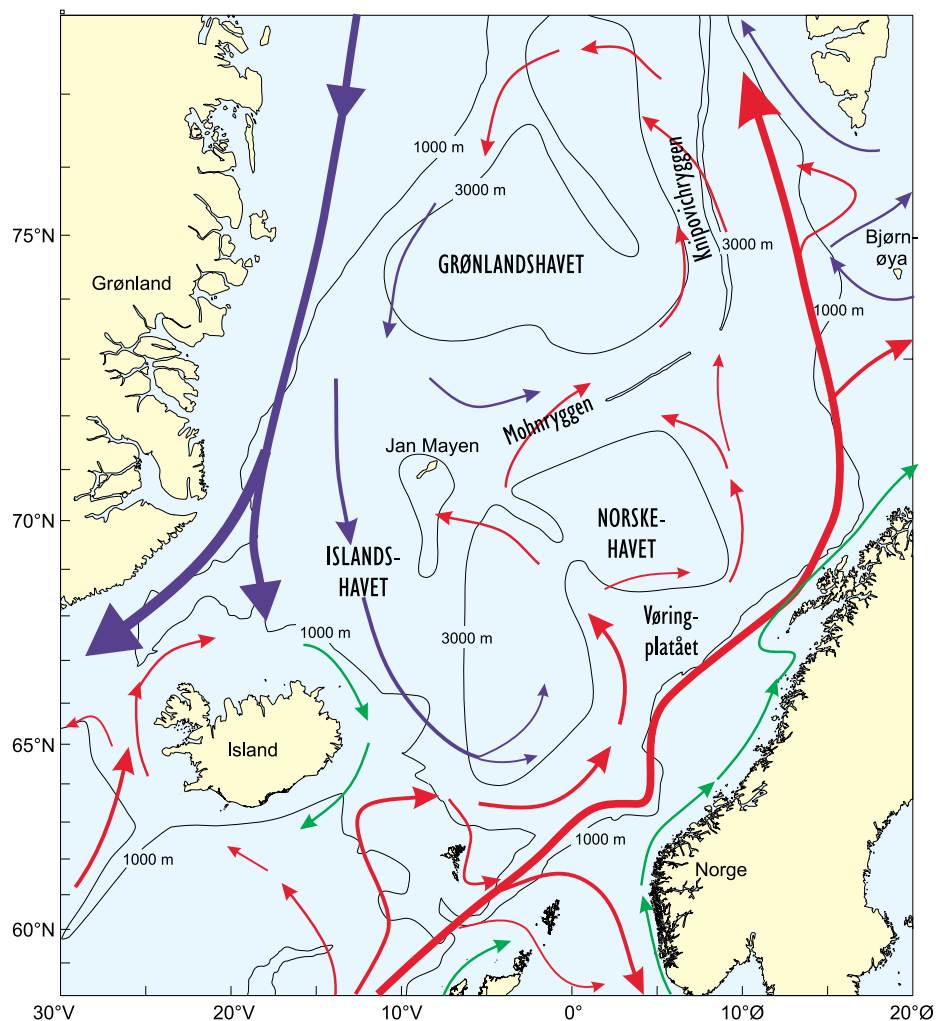 1000 m
3000 m
Knipovichryggen
75°N
3000 m
Bjørn-
øya
GRØNLANDSHAVET
Grønland
1000 m
Mohnryggen
Jan Mayen
70°N
NORSKE-
HAVET
ISLANDS-
HAVET
Vøring-
platået
1000 m
3000 m
65°N
Island
1000 m
1000 m
Norge
60°N
30°V
20°V
10°V
0°
10°Ø
20°Ø